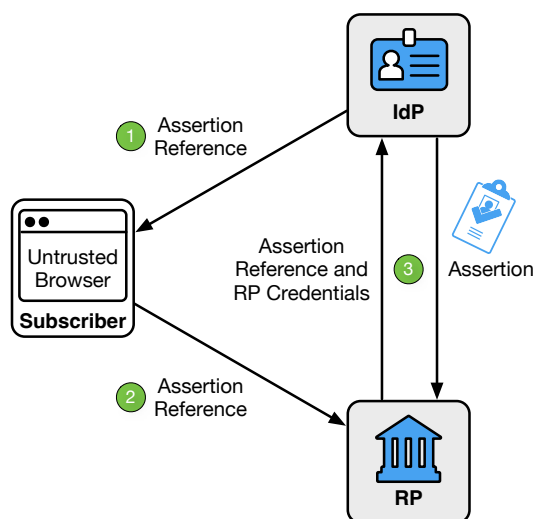 IdP
1
Assertion
Reference
Untrusted
Browser
Subscriber
Assertion
Reference and
RP Credentials
3
Assertion
2
Assertion
Reference
RP